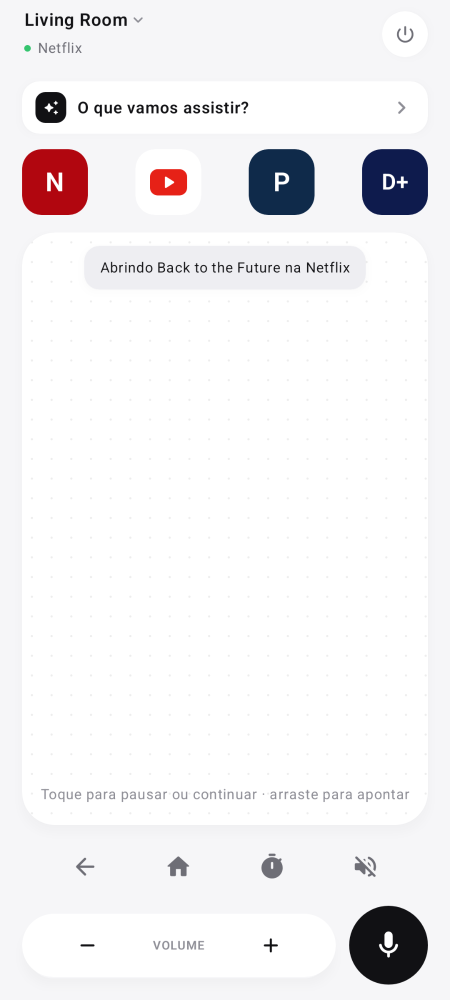 Living Room
Netflix
O que vamos assistir?
N
P
D+
Abrindo Back to the Future na Netflix
Toque para pausar ou continuar · arraste para apontar
VOLUME